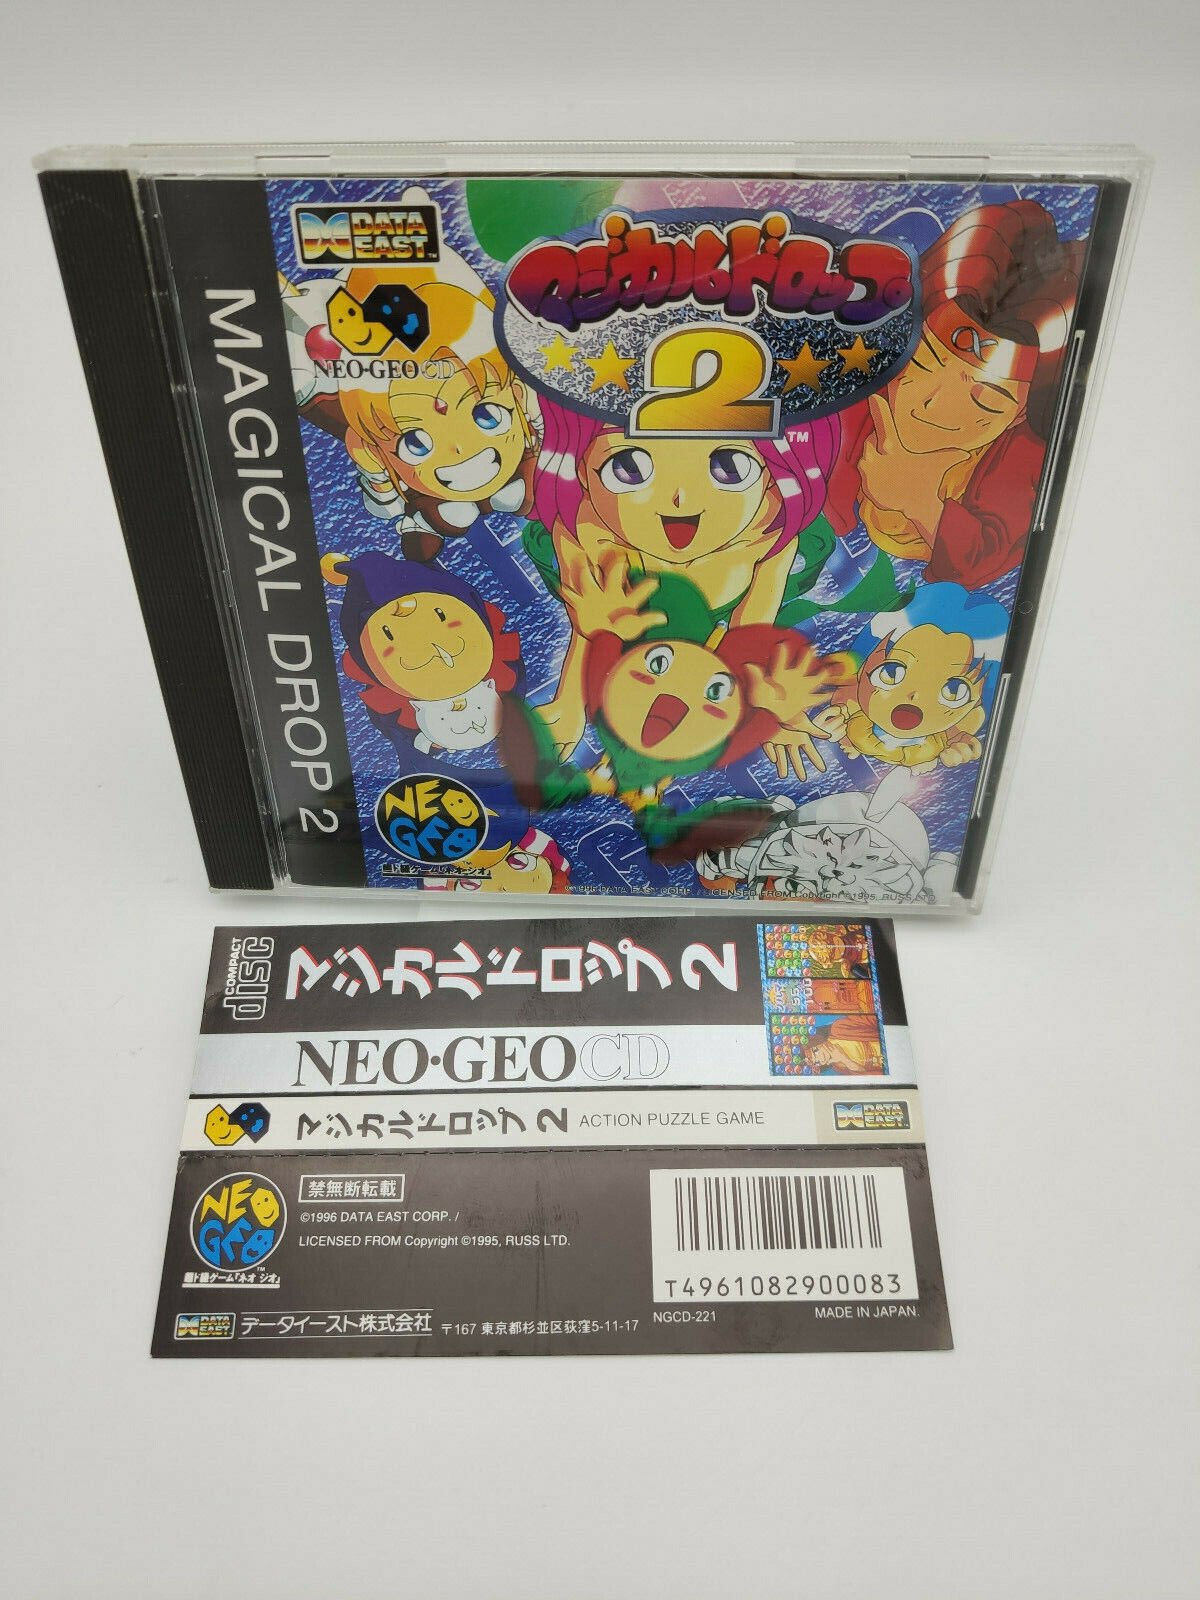 DATA
EAST™
NEO•GEO CD
MAGICAL DROP 2
マジカルドロップ
2™
NEO
GEO
©1996 DATA EAST CORP. / LICENSED FROM Copyright ©1995, RUSS LTD.
COMPACT
disc
マジカルドロップ2
NEO•GEO CD
マジカルドロップ2 ACTION PUZZLE GAME
DATA
EAST
NEO
GEO™
禁無断転載
©1996 DATA EAST CORP. /
LICENSED FROM Copyright ©1995, RUSS LTD.
T4961082900083
DATA
EAST
データイースト株式会社 〒167 東京都杉並区荻窪5-11-17
NGCD-221
MADE IN JAPAN.